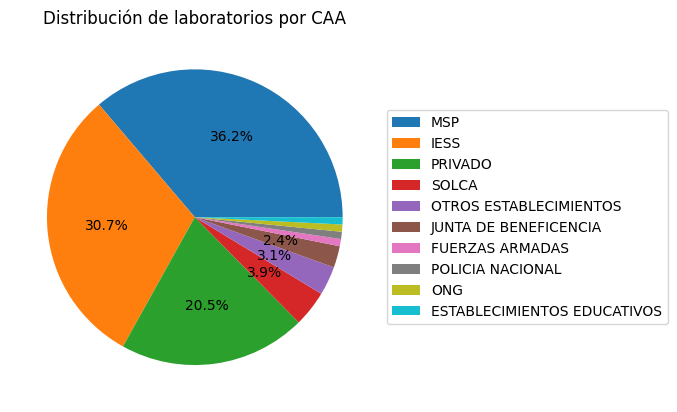 Distribución de laboratorios por CAA
36.2%
30.7%
20.5%
3.9%
3.1%
2.4%
MSP
IESS
PRIVADO
SOLCA
OTROS ESTABLECIMIENTOS
JUNTA DE BENEFICENCIA
FUERZAS ARMADAS
POLICIA NACIONAL
ONG
ESTABLECIMIENTOS EDUCATIVOS